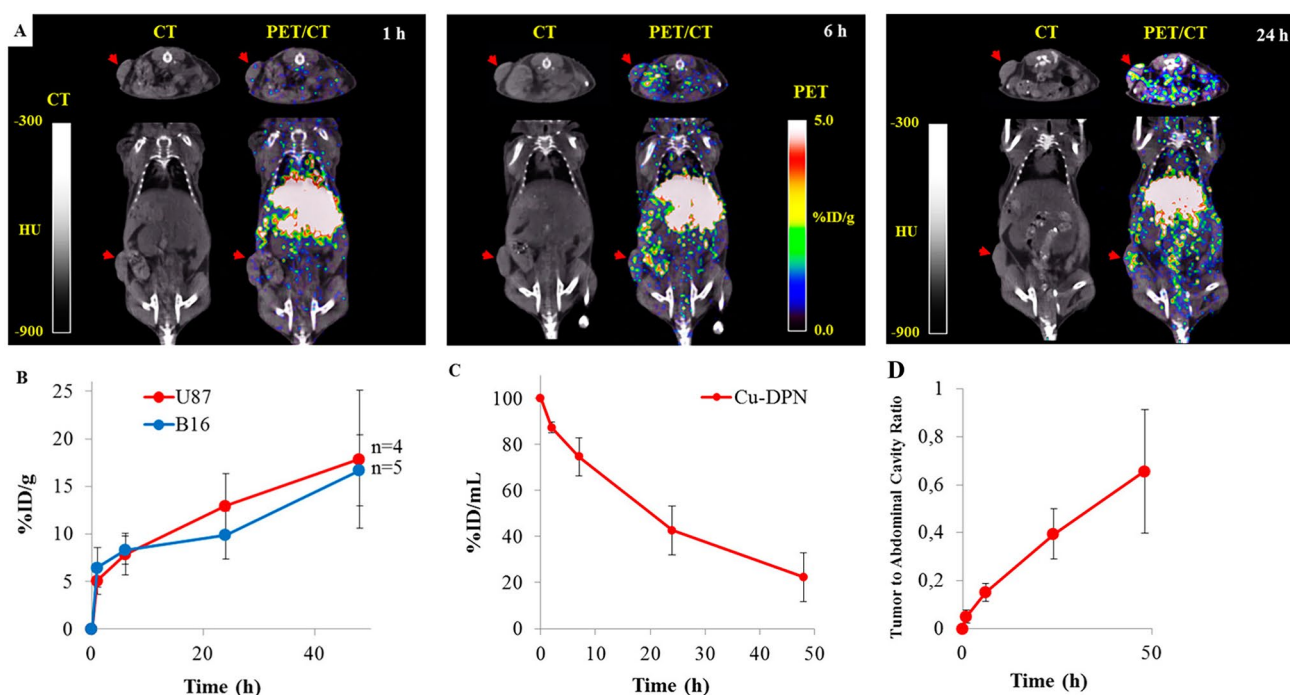 A
CT
PET/CT
1 h
CT
-300
HU
-900
CT
PET/CT
6 h
PET
5.0
%ID/g
0.0
CT
PET/CT
24 h
-300
HU
-900
B
%ID/g
25
20
15
10
5
0
U87
B16
n=4
n=5
0
20
40
Time (h)
C
%ID/mL
100
80
60
40
20
Cu-DPN
0
10
20
30
40
50
Time (h)
D
Tumor to Abdominal Cavity Ratio
1
0,8
0,6
0,4
0,2
0
0
50
Time (h)